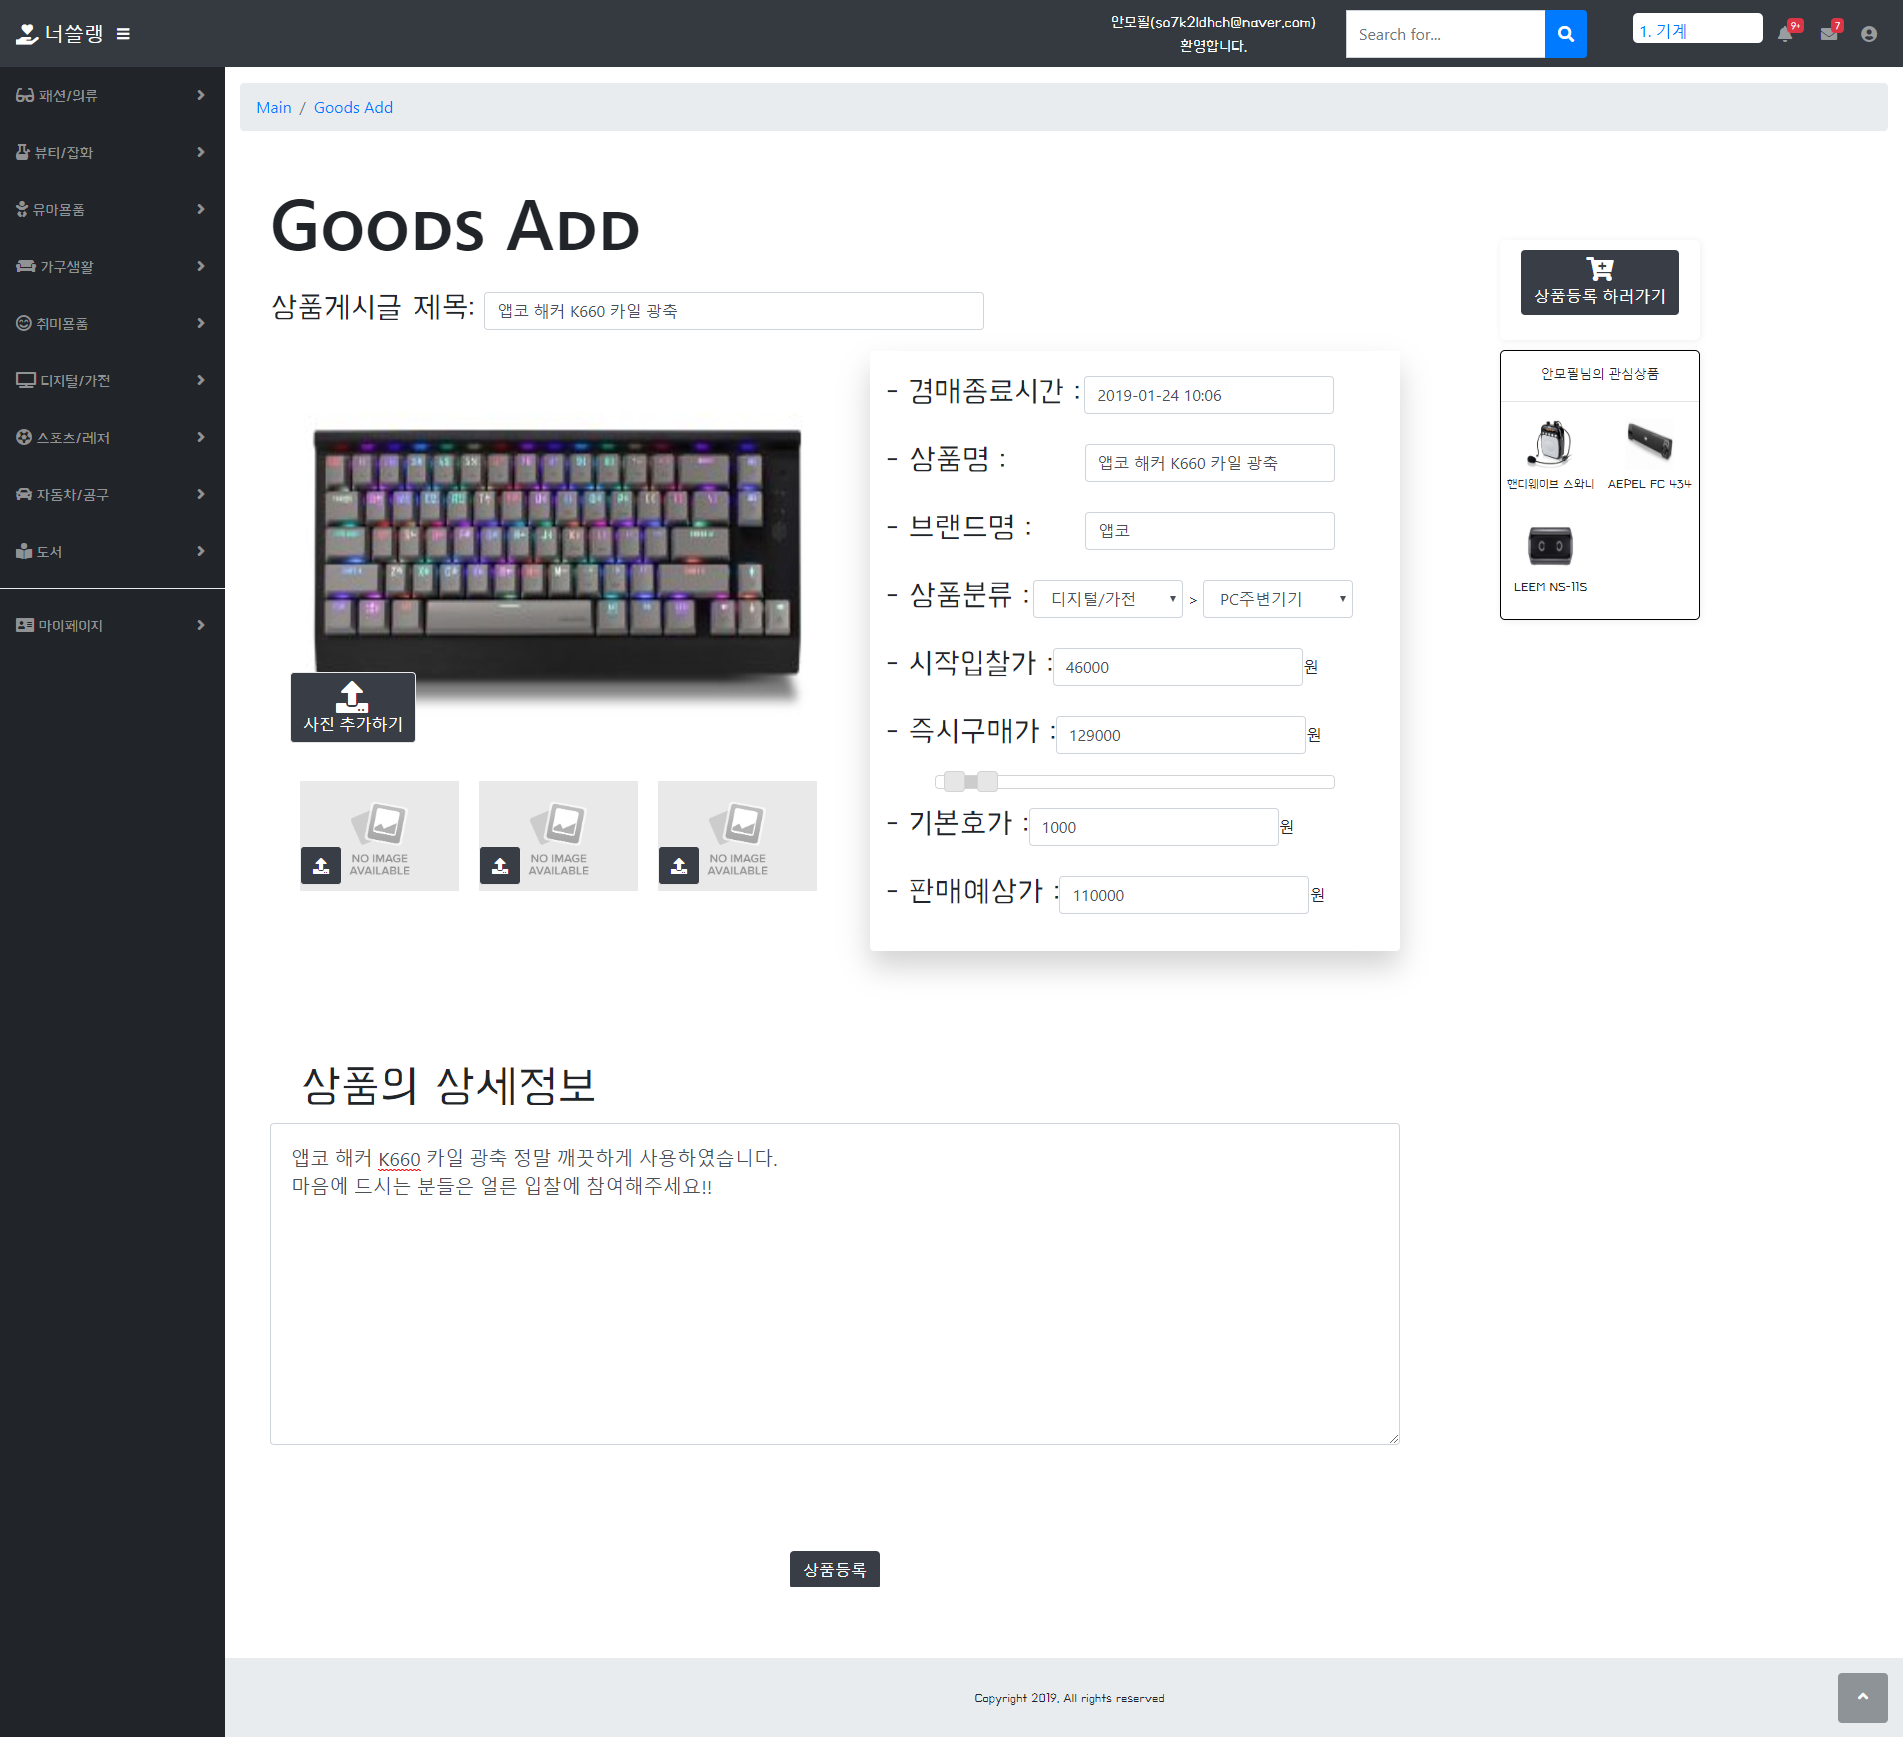 너쓸랭
안모필(so7k2ldhch@naver.com)
환영합니다.
Search for...
1. 기계
9+
7
패션/의류
뷰티/잡화
유아용품
가구생활
취미용품
디지털/가전
스포츠/레저
자동차/공구
도서
마이페이지
Main / Goods Add
Goods Add
상품게시글 제목: 앱코 해커 K660 카일 광축
사진 추가하기
NO IMAGE
AVAILABLE
NO IMAGE
AVAILABLE
NO IMAGE
AVAILABLE
- 경매종료시간 : 2019-01-24 10:06
- 상품명 : 앱코 해커 K660 카일 광축
- 브랜드명 : 앱코
- 상품분류 : 디지털/가전 > PC주변기기
- 시작입찰가 : 46000 원
- 즉시구매가 : 129000 원
- 기본호가 : 1000 원
- 판매예상가 : 110000 원
상품등록 하러가기
안모필님의 관심상품
핸디웨이브 스와니
AEPEL FC 434
LEEM NS-11S
상품의 상세정보
앱코 해커 K660 카일 광축 정말 깨끗하게 사용하였습니다.
마음에 드시는 분들은 얼른 입찰에 참여해주세요!!
상품등록
Copyright 2019, All rights reserved